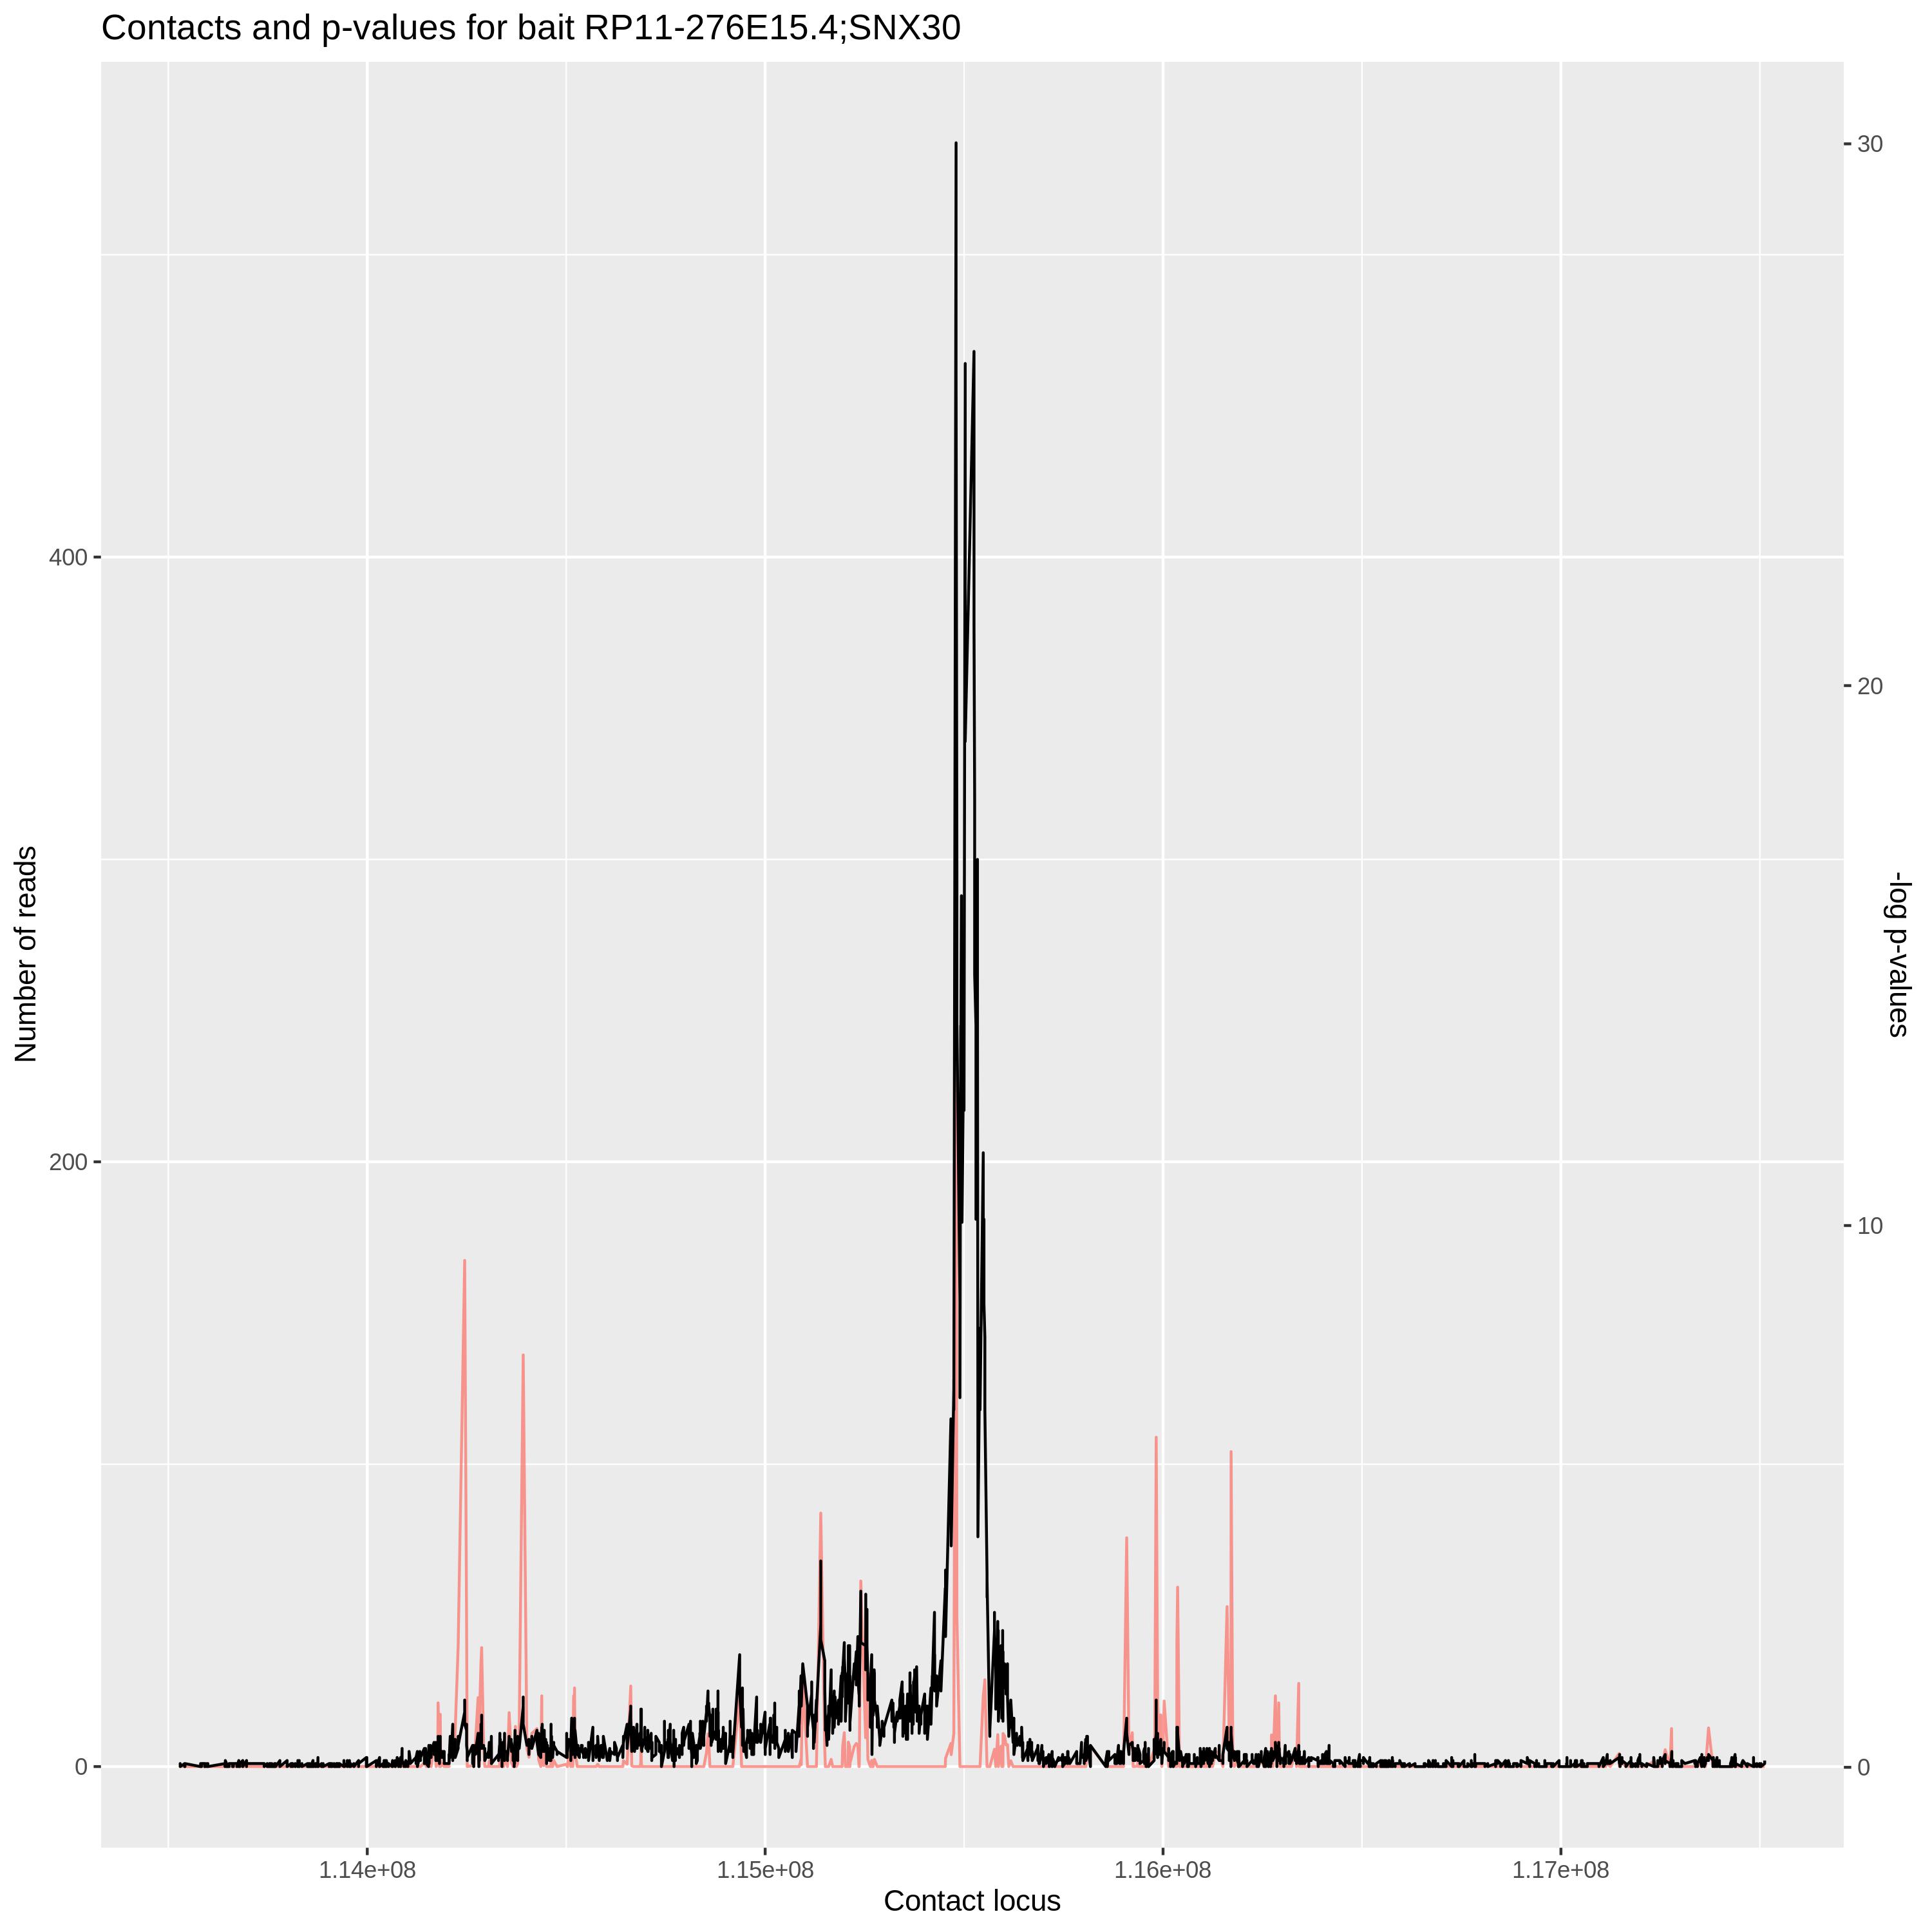 Contacts and p-values for bait RP11-276E15.4;SNX30
30
400
20
Number of reads
-log p-values
200
10
0
0
1.14e+08
1.15e+08
1.16e+08
1.17e+08
Contact locus